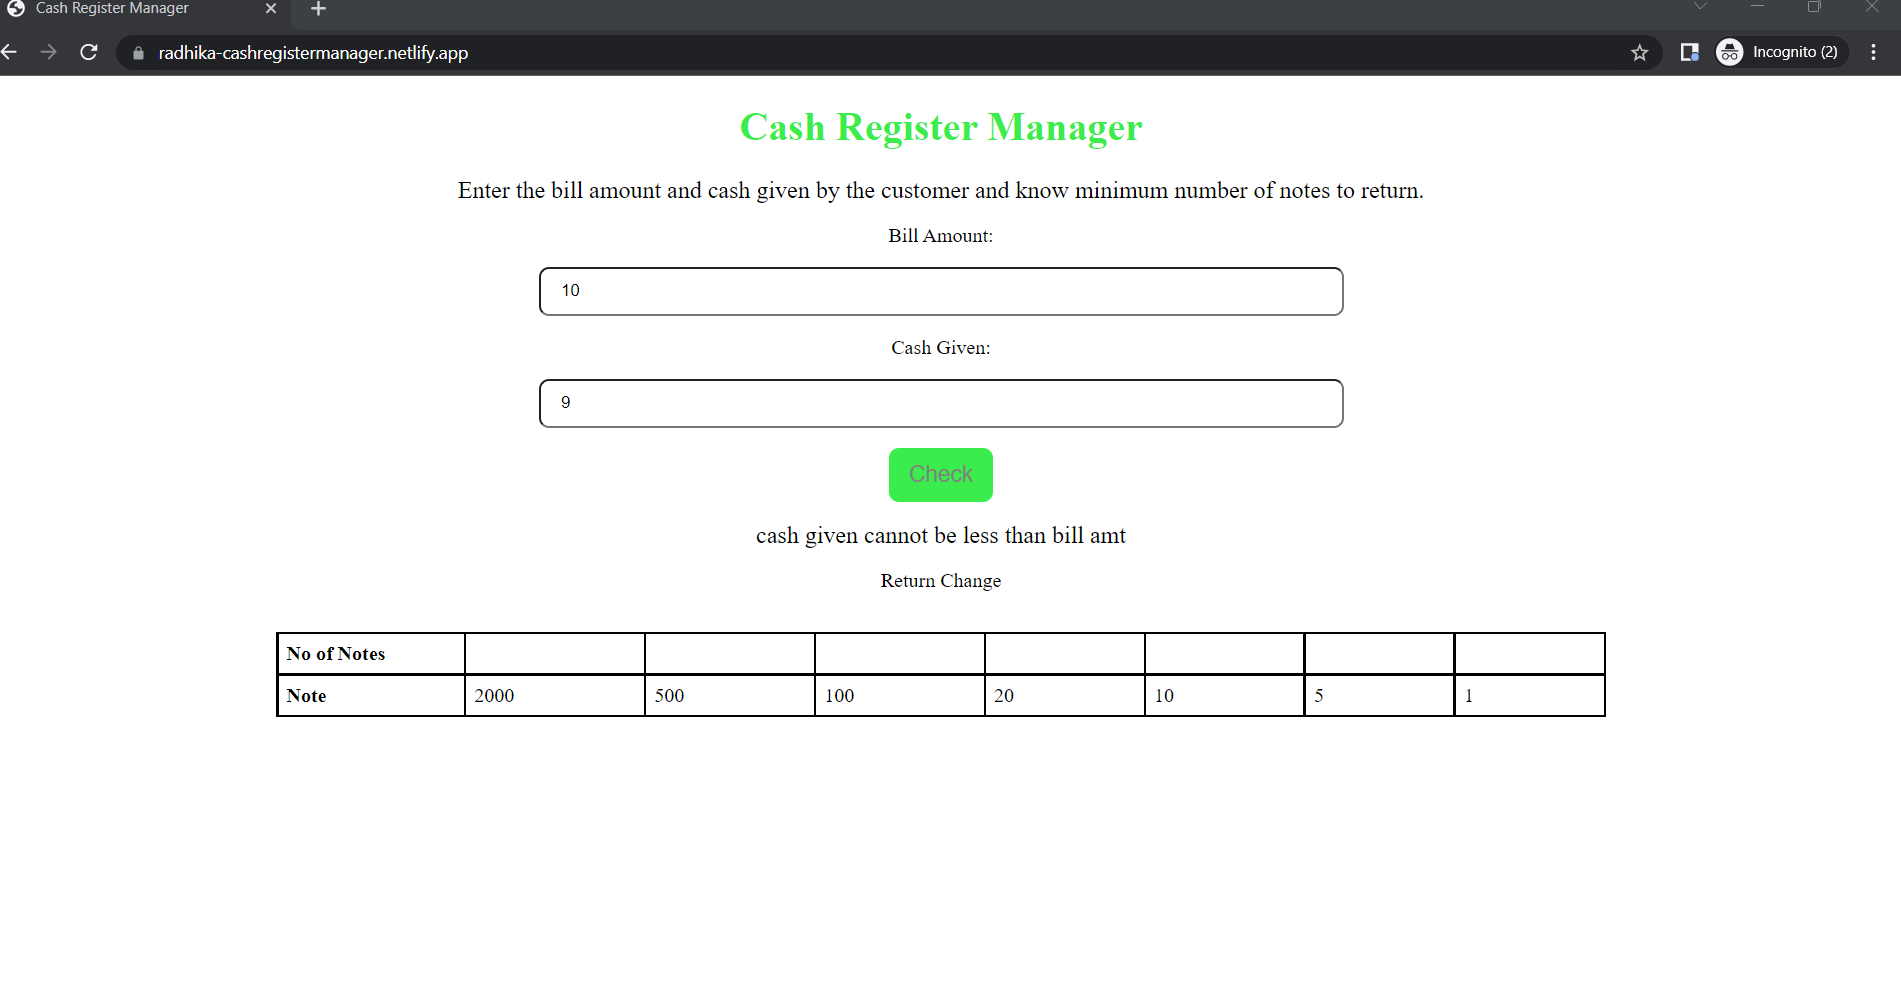 Cash Register Manager
radhika-cashregistermanager.netlify.app
Incognito (2)
Cash Register Manager
Enter the bill amount and cash given by the customer and know minimum number of notes to return.
Bill Amount:
10
Cash Given:
9
Check
cash given cannot be less than bill amt
Return Change
No of Notes
Note 2000 500 100 20 10 5 1